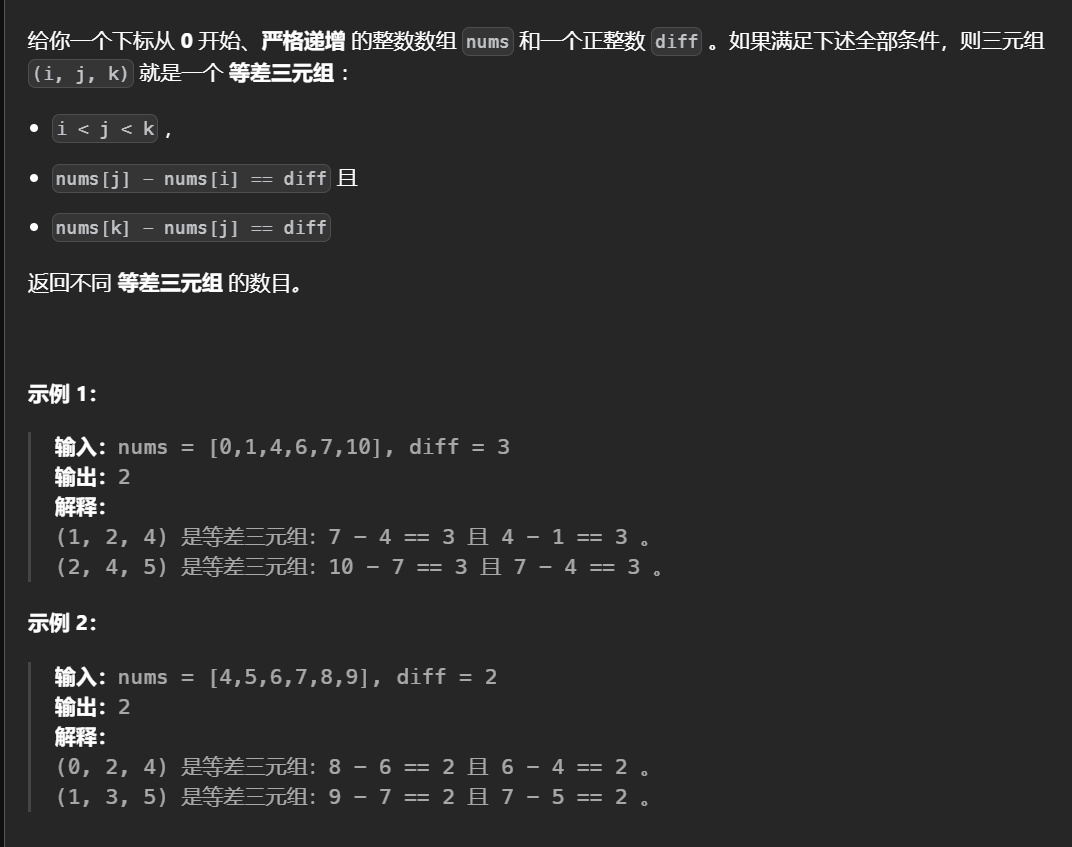 给你一个下标从 0 开始、严格递增 的整数数组 nums 和一个正整数 diff 。如果满足下述全部条件，则三元组
(i, j, k) 就是一个 等差三元组 ：
• i < j < k ，
• nums[j] - nums[i] == diff 且
• nums[k] - nums[j] == diff
返回不同 等差三元组 的数目。
示例 1：
输入：nums = [0,1,4,6,7,10], diff = 3
输出：2
解释：
(1, 2, 4) 是等差三元组：7 - 4 == 3 且 4 - 1 == 3 。
(2, 4, 5) 是等差三元组：10 - 7 == 3 且 7 - 4 == 3 。
示例 2：
输入：nums = [4,5,6,7,8,9], diff = 2
输出：2
解释：
(0, 2, 4) 是等差三元组：8 - 6 == 2 且 6 - 4 == 2 。
(1, 3, 5) 是等差三元组：9 - 7 == 2 且 7 - 5 == 2 。